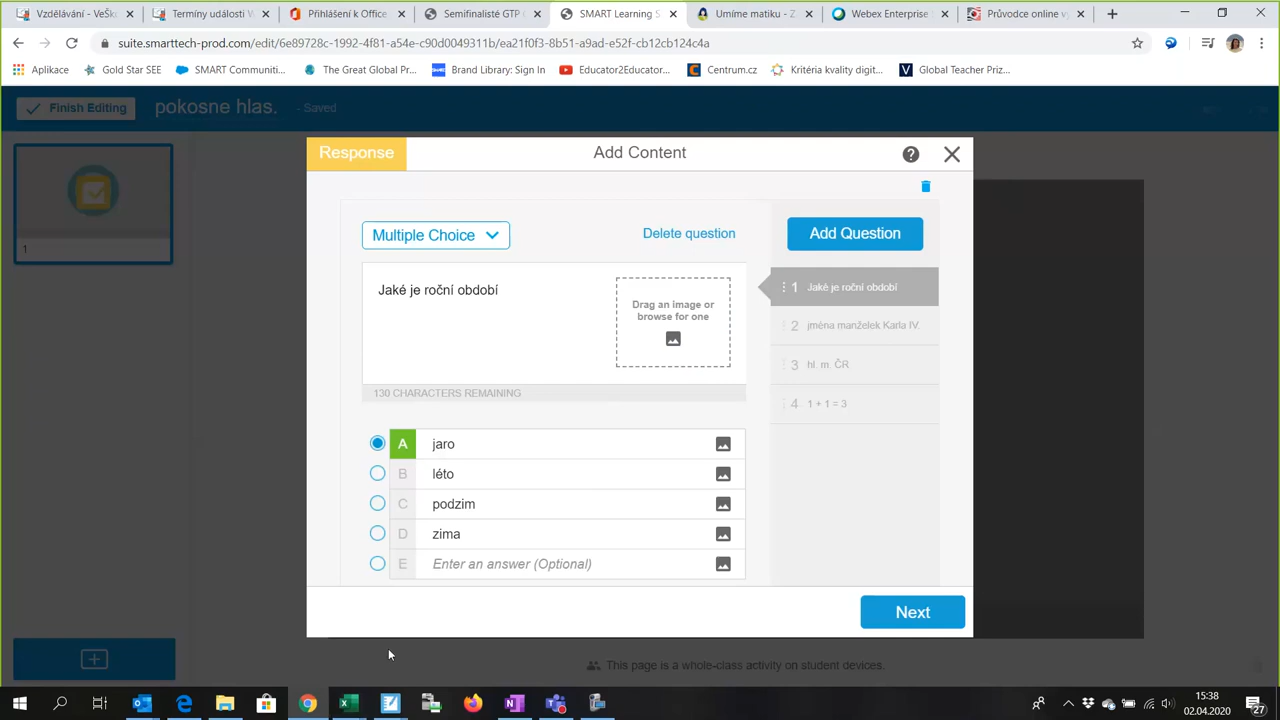 Vzdělávání - VeŠk
Termíny události W
Přihlášení k Office
Semifinalisté GTP C
SMART Learning S
Umíme matiku - Z
Webex Enterprise
Průvodce online v
suite.smarttech-prod.com/edit/6e89728c-1992-4f81-a54e-c90d0049311b/ea21f0f3-8b51-a9ad-e52f-cb12cb124c4a
Aplikace
Gold Star SEE
SMART Communiti...
The Great Global Pr...
Brand Library: Sign In
Educator2Educator...
Centrum.cz
Kritéria kvality digit...
Global Teacher Priz...
Finish Editing
pokosne hlas.
- Saved
Response
Add Content
Multiple Choice
Delete question
Add Question
Jaké je roční období
Drag an image or
browse for one
130 CHARACTERS REMAINING
1 Jaké je roční období
2 jména manželek Karla IV.
3 hl. m. ČR
4 1 + 1 = 3
A jaro
B léto
C podzim
D zima
E Enter an answer (Optional)
Next
1
This page is a whole-class activity on student devices.
15:38
02.04.2020
27